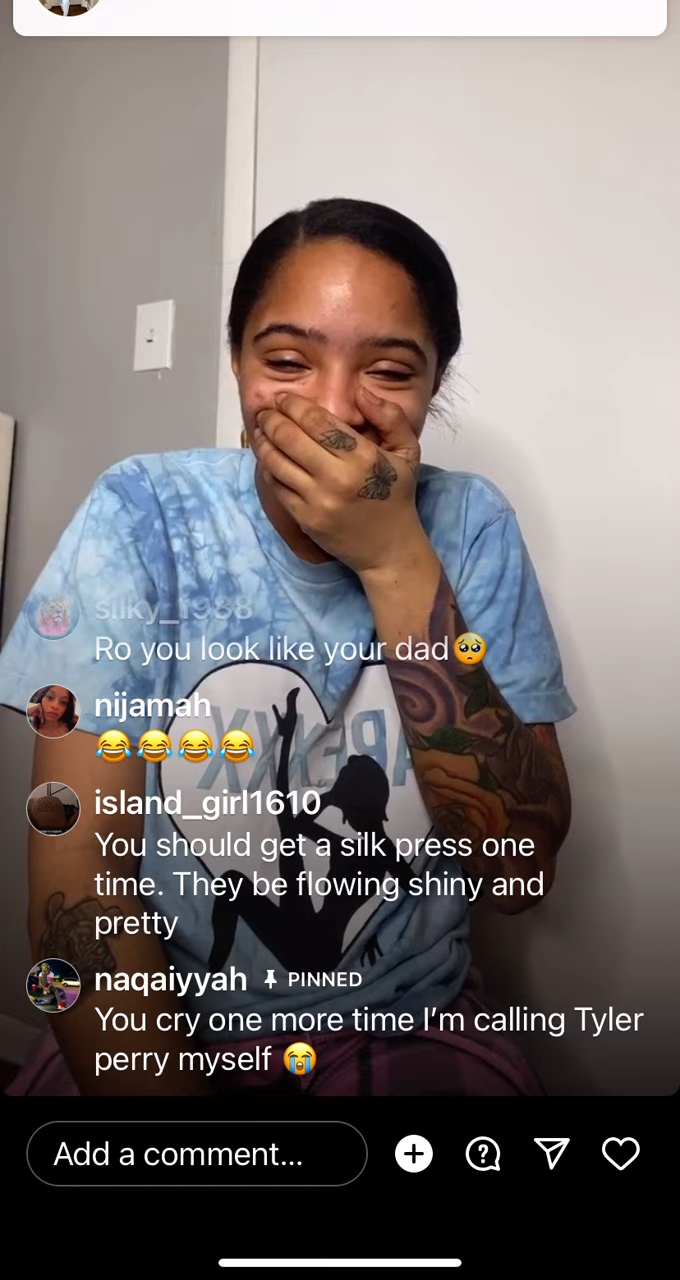 silky_1988
Ro you look like your dad🥺
nijamah
😂😂😂😂
island_girl1610
You should get a silk press one
time. They be flowing shiny and
pretty
naqaiyyah PINNED
You cry one more time I’m calling Tyler
perry myself 😭
Add a comment...